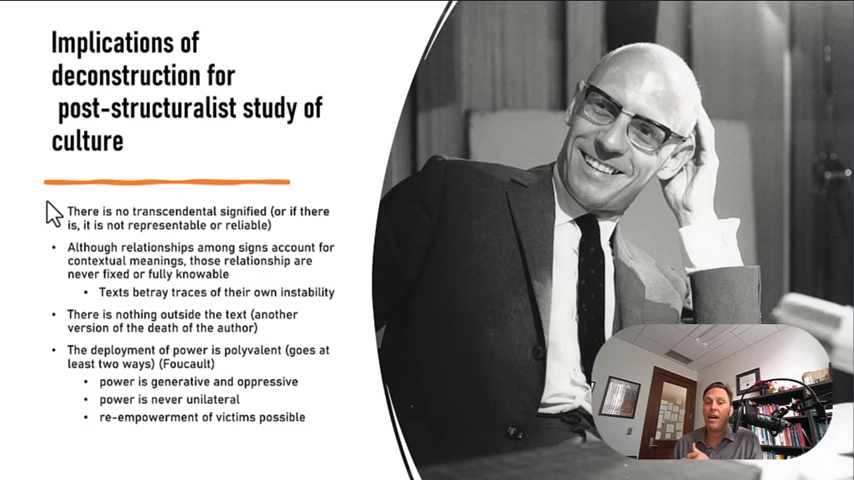 Implications of
deconstruction for
post-structuralist study of
culture
There is no transcendental signified (or if there
is, it is not representable or reliable)
• Although relationships among signs account for
contextual meanings, those relationship are
never fixed or fully knowable
• Texts betray traces of their own instability
• There is nothing outside the text (another
version of the death of the author)
• The deployment of power is polyvalent (goes at
least two ways) (Foucault)
• power is generative and oppressive
• power is never unilateral
• re-empowerment of victims possible